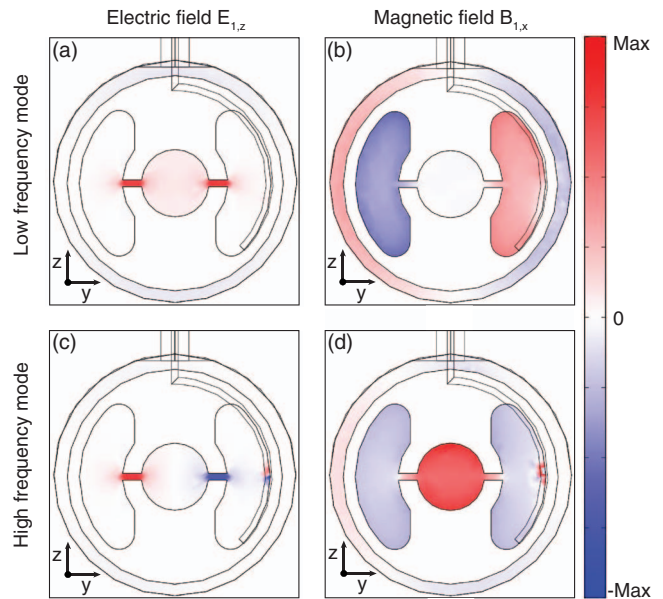 Electric field E1,z
Magnetic field B1,x
Low frequency mode
(a)
z
y
(b)
z
y
High frequency mode
(c)
z
y
(d)
z
y
Max
0
-Max